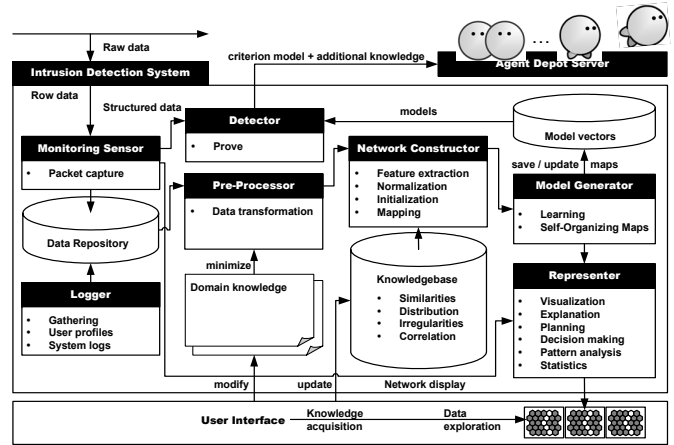 Raw data
criterion model + additional knowledge
...
Agent Depot Server
Intrusion Detection System
Row data
Structured data
Detector
• Prove
models
Model vectors
Monitoring Sensor
• Packet capture
Pre-Processor
• Data transformation
Network Constructor
• Feature extraction
• Normalization
• Initialization
• Mapping
save / update maps
Model Generator
• Learning
• Self-Organizing Maps
Data Repository
minimize
Domain knowledge
Knowledgebase
• Similarities
• Distribution
• Irregularities
• Correlation
Logger
• Gathering
• User profiles
• System logs
Representer
• Visualization
• Explanation
• Planning
• Decision making
• Pattern analysis
• Statistics
modify
update
Network display
User Interface
Knowledge
acquisition
Data
exploration